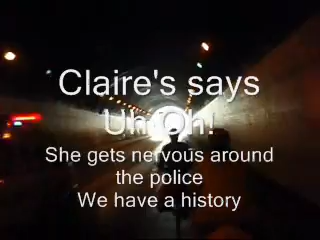 Claire's says
Uh Oh!
She gets nervous around
the police
We have a history